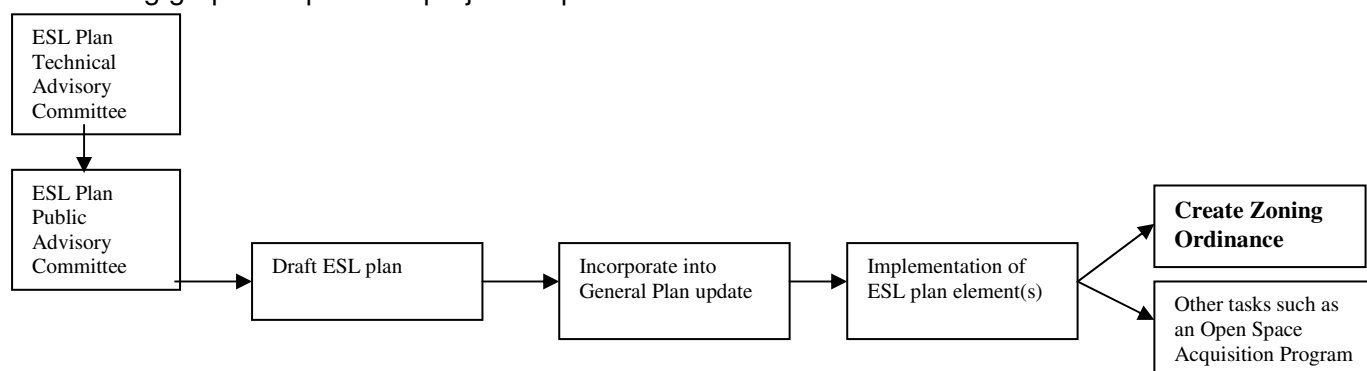 ESL Plan
Technical
Advisory
Committee
ESL Plan
Public
Advisory
Committee
Draft ESL plan
Incorporate into
General Plan update
Implementation of
ESL plan element(s)
Create Zoning
Ordinance
Other tasks such as
an Open Space
Acquisition Program